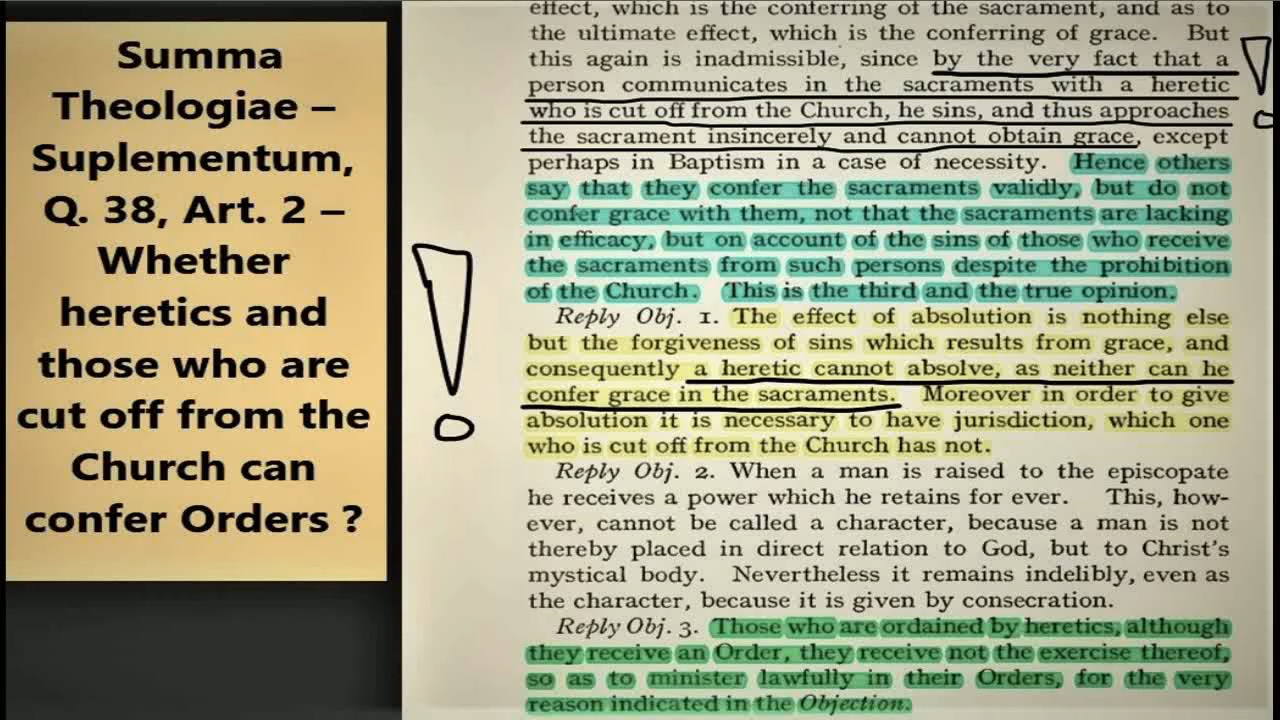 Summa
Theologiae –
Suplementum,
Q. 38, Art. 2 –
Whether
heretics and
those who are
cut off from the
Church can
confer Orders ?
effect, which is the conferring of the sacrament, and as to
the ultimate effect, which is the conferring of grace. But
this again is inadmissible, since by the very fact that a
person communicates in the sacraments with a heretic
who is cut off from the Church, he sins, and thus approaches
the sacrament insincerely and cannot obtain grace, except
perhaps in Baptism in a case of necessity. Hence others
say that they confer the sacraments validly, but do not
confer grace with them, not that the sacraments are lacking
in efficacy, but on account of the sins of those who receive
the sacraments from such persons despite the prohibition
of the Church. This is the third and the true opinion.
Reply Obj. 1. The effect of absolution is nothing else
but the forgiveness of sins which results from grace, and
consequently a heretic cannot absolve, as neither can he
confer grace in the sacraments. Moreover in order to give
absolution it is necessary to have jurisdiction, which one
who is cut off from the Church has not.
Reply Obj. 2. When a man is raised to the episcopate
he receives a power which he retains for ever. This, how-
ever, cannot be called a character, because a man is not
thereby placed in direct relation to God, but to Christ's
mystical body. Nevertheless it remains indelibly, even as
the character, because it is given by consecration.
Reply Obj. 3. Those who are ordained by heretics, although
they receive an Order, they receive not the exercise thereof,
so as to minister lawfully in their Orders, for the very
reason indicated in the Objection.